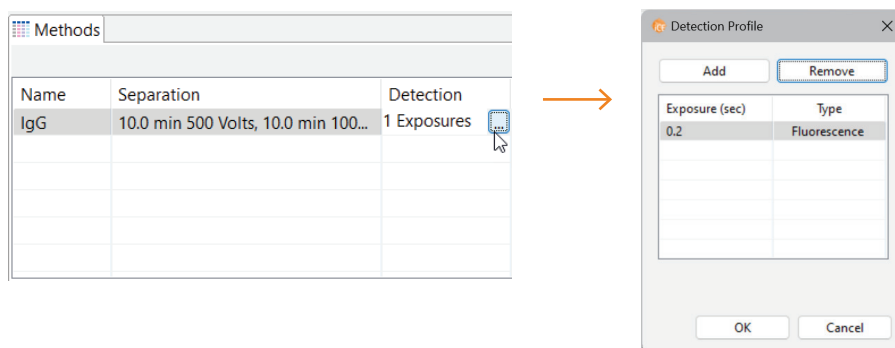 Methods
Name Separation Detection
IgG 10.0 min 500 Volts, 10.0 min 100... 1 Exposures ...
Detection Profile
Add Remove
Exposure (sec) Type
0.2 Fluorescence
OK Cancel